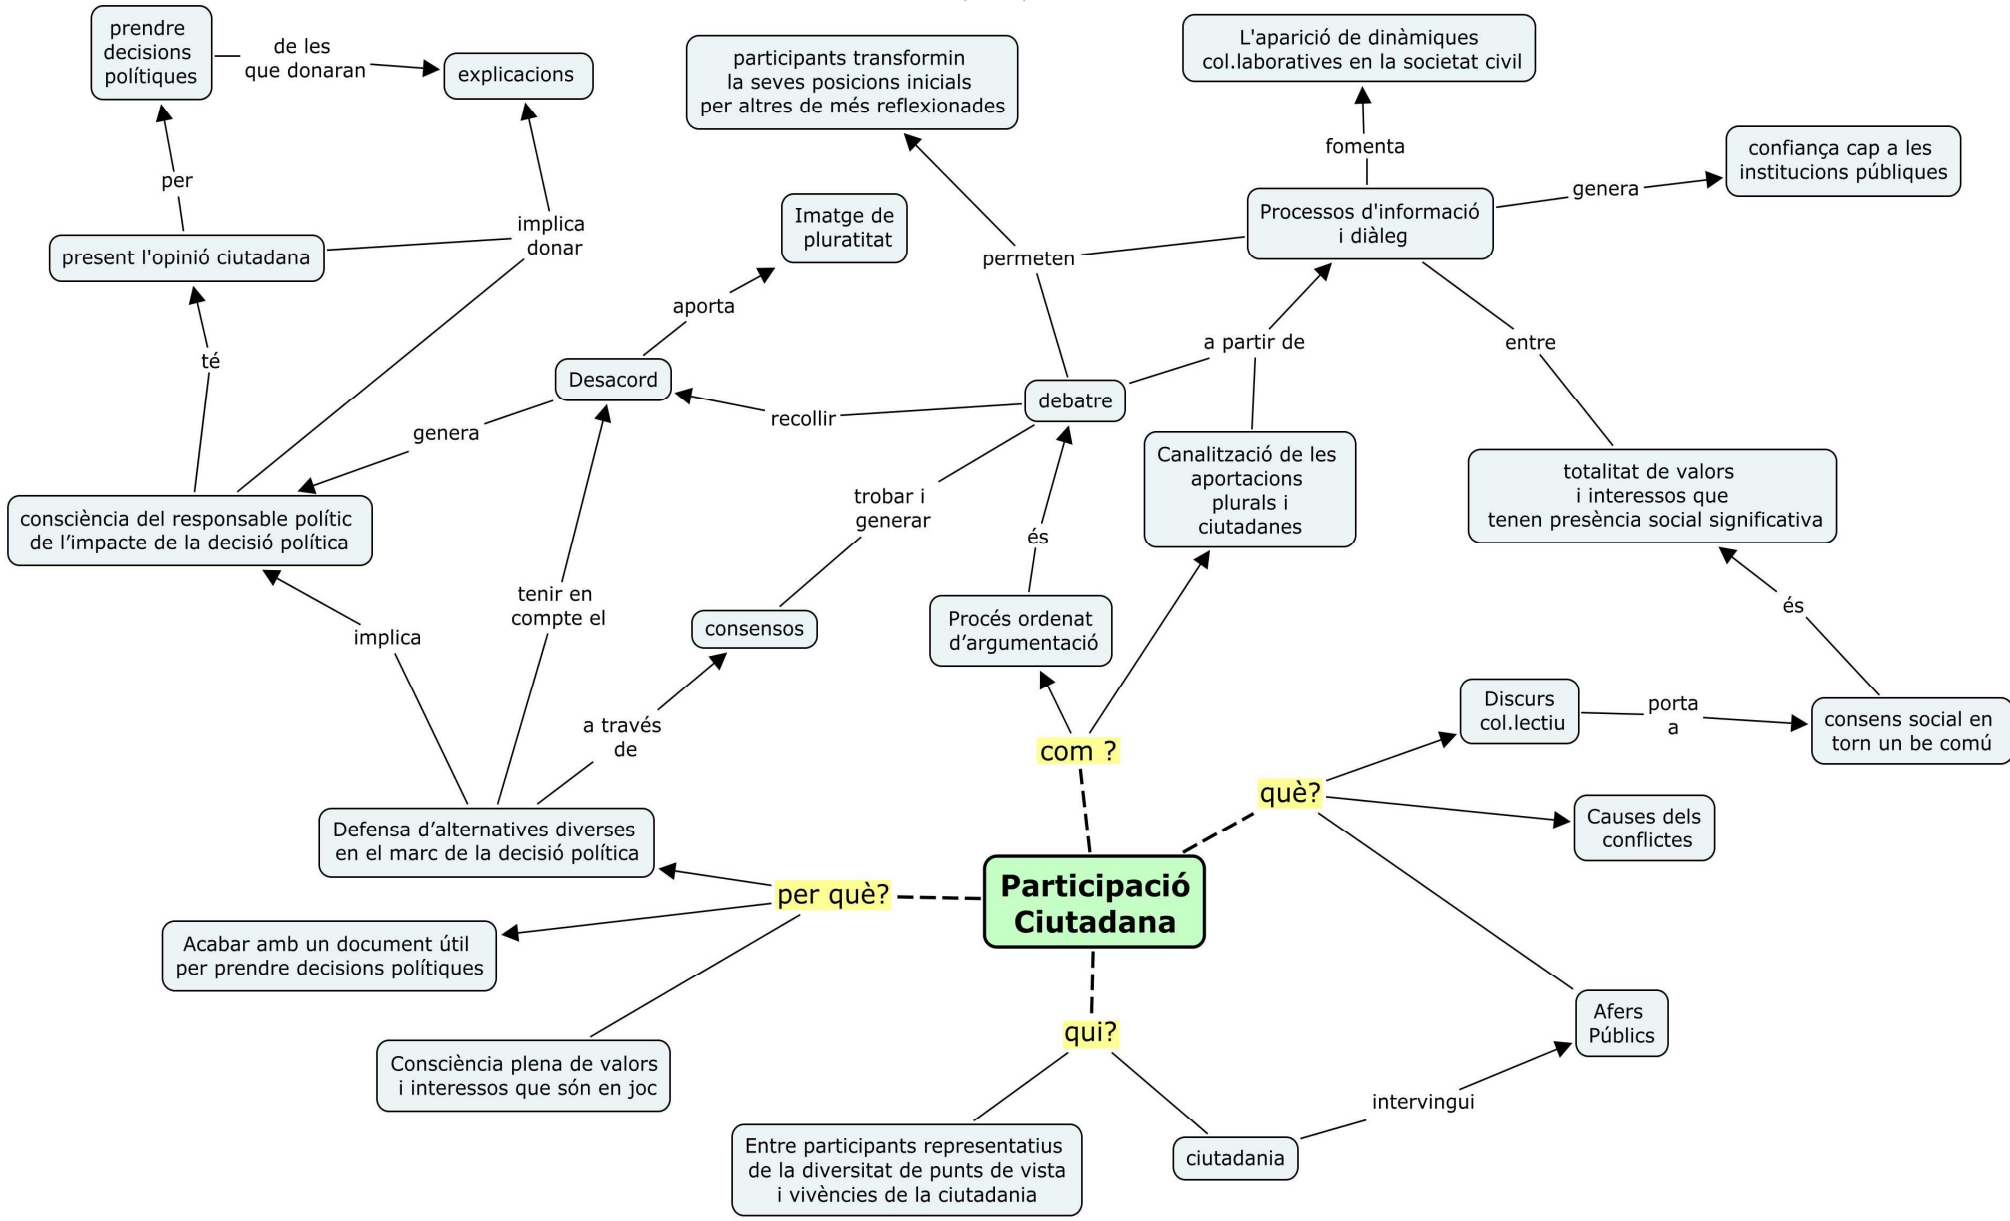 prendre
decisions
polítiques
de les
que donaran
explicacions
participants transformin
la seves posicions inicials
per altres de més reflexionades
L'aparició de dinàmiques
col.laboratives en la societat civil
fomenta
confiança cap a les
institucions públiques
genera
per
Imatge de
pluratitat
Processos d'informació
i diàleg
implica
donar
present l'opinió ciutadana
permeten
aporta
a partir de
entre
té
Desacord
debatre
recollir
genera
Canalització de les
aportacions
plurals i
ciutadanes
totalitat de valors
i interessos que
tenen presència social significativa
trobar i
generar
consciència del responsable polític
de l’impacte de la decisió política
és
tenir en
compte el
consensos
Procés ordenat
d’argumentació
és
implica
a través
de
Discurs
col.lectiu
porta
a
consens social en
torn un be comú
com ?
què?
Causes dels
conflictes
Defensa d’alternatives diverses
en el marc de la decisió política
per què?
Participació
Ciutadana
Acabar amb un document útil
per prendre decisions polítiques
Afers
Públics
qui?
Consciència plena de valors
i interessos que són en joc
intervingui
Entre participants representatius
de la diversitat de punts de vista
i vivències de la ciutadania
ciutadania